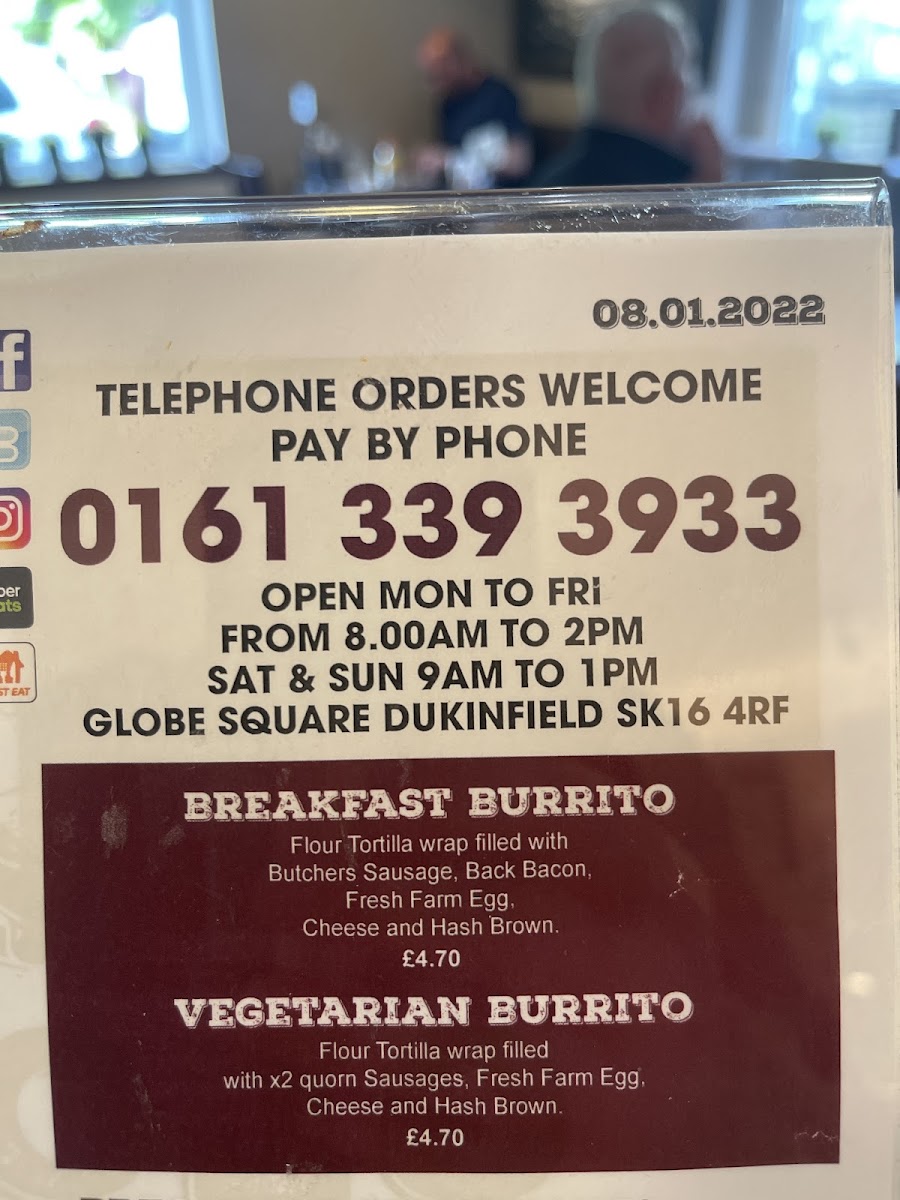 08.01.2022
TELEPHONE ORDERS WELCOME
PAY BY PHONE
0161 339 3933
OPEN MON TO FRI
FROM 8.00AM TO 2PM
SAT & SUN 9AM TO 1PM
GLOBE SQUARE DUKINFIELD SK16 4RF
BREAKFAST BURRITO
Flour Tortilla wrap filled with
Butchers Sausage, Back Bacon,
Fresh Farm Egg,
Cheese and Hash Brown.
£4.70
VEGETARIAN BURRITO
Flour Tortilla wrap filled
with x2 quorn Sausages, Fresh Farm Egg,
Cheese and Hash Brown.
£4.70